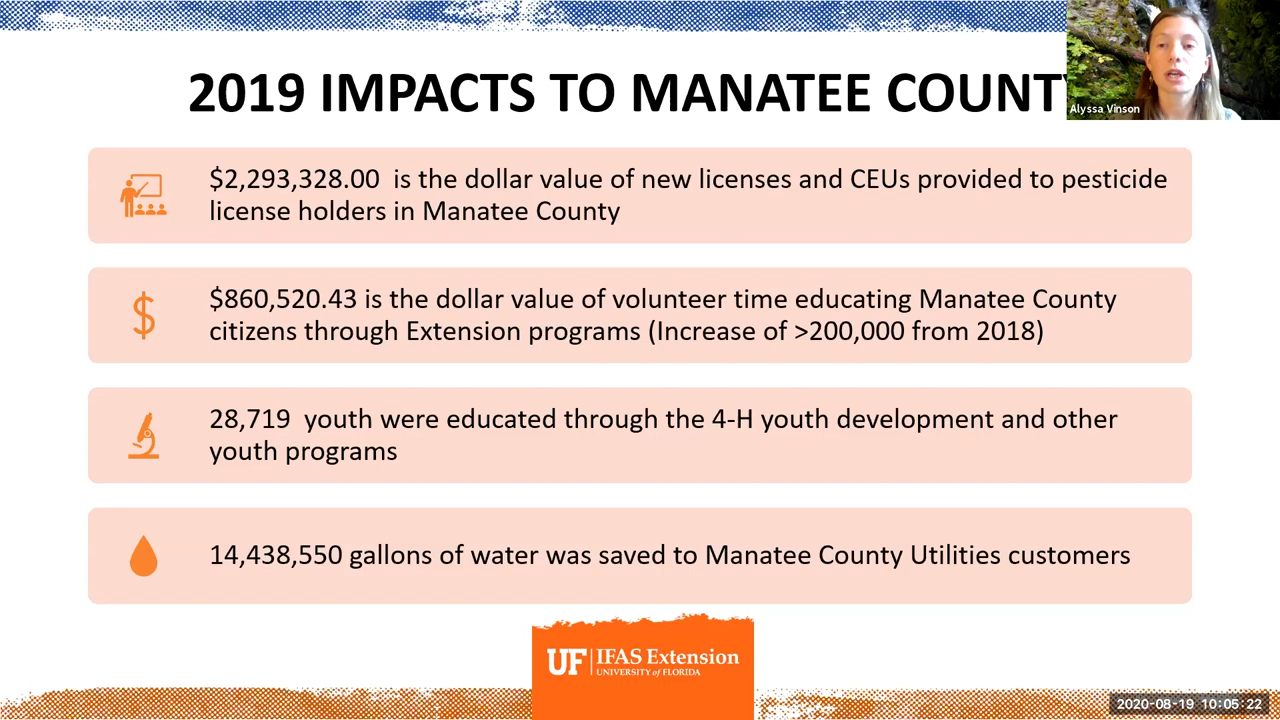 2019 IMPACTS TO MANATEE COUNTY
Alyssa Vinson
$2,293,328.00 is the dollar value of new licenses and CEUs provided to pesticide
license holders in Manatee County
$860,520.43 is the dollar value of volunteer time educating Manatee County
citizens through Extension programs (Increase of >200,000 from 2018)
28,719 youth were educated through the 4-H youth development and other
youth programs
14,438,550 gallons of water was saved to Manatee County Utilities customers
UF IFAS Extension
UNIVERSITY of FLORIDA
2020-08-19 10:05:22